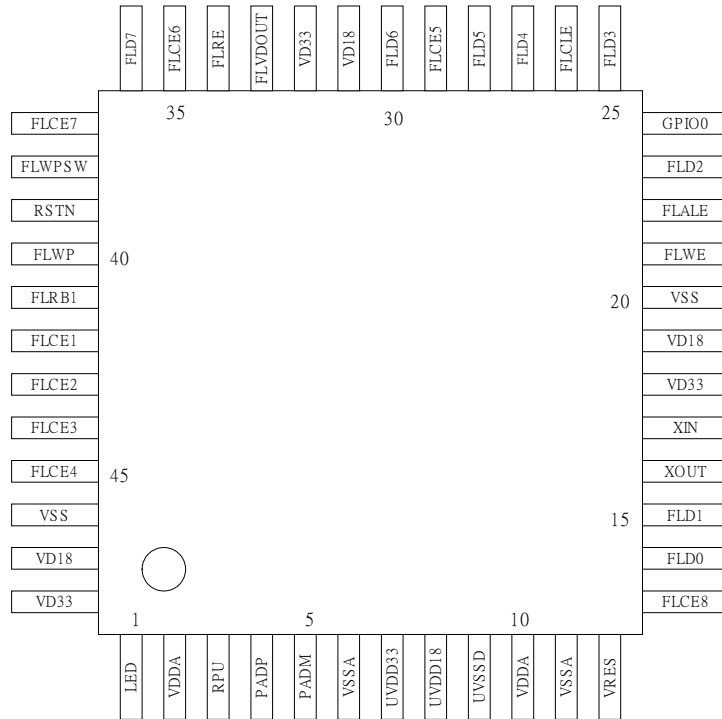 FLD7
FLCE6
FLRE
FLVDOUT
VD33
VD18
FLD6
FLCE5
FLD5
FLD4
FLCLE
FLD3
35
30
25
FLCE7
GPIO0
FLWPSW
FLD2
RSTN
FLALE
FLWP
40
FLWE
FLRB1
20
VSS
FLCE1
VD18
FLCE2
VD33
FLCE3
XIN
FLCE4
45
XOUT
VSS
15
FLD1
VD18
FLD0
VD33
FLCE8
1
5
10
LED
VDDA
RPU
PADP
PADM
VSSA
UVDD33
UVDD18
UVSSD
VDDA
VSSA
VRES